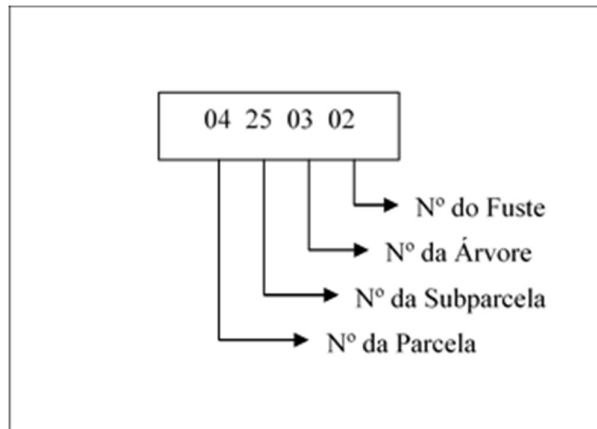 04 25 03 02
Nº do Fuste
Nº da Árvore
Nº da Subparcela
Nº da Parcela